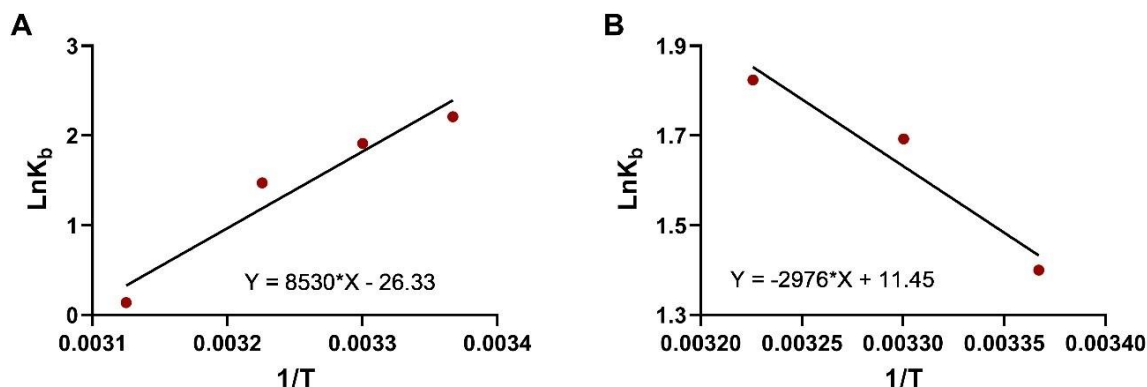 A
3
2
1
0
LnKb
Y = 8530*X - 26.33
0.0031
0.0032
0.0033
0.0034
1/T
B
1.9
1.7
1.5
1.3
LnKb
Y = -2976*X + 11.45
0.00320
0.00325
0.00330
0.00335
0.00340
1/T